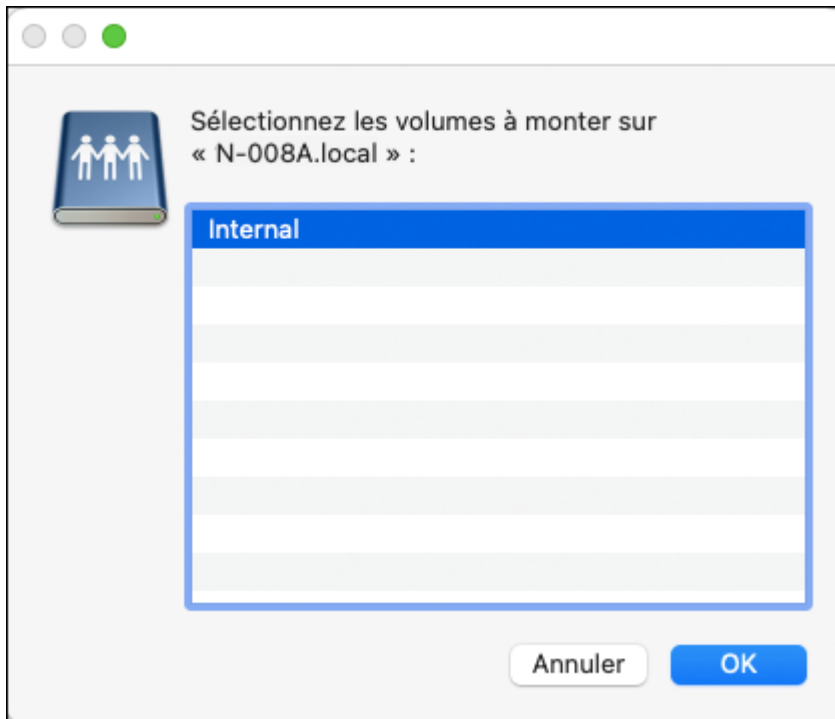 Sélectionnez les volumes à monter sur
« N-008A.local » :
Internal
Annuler
OK